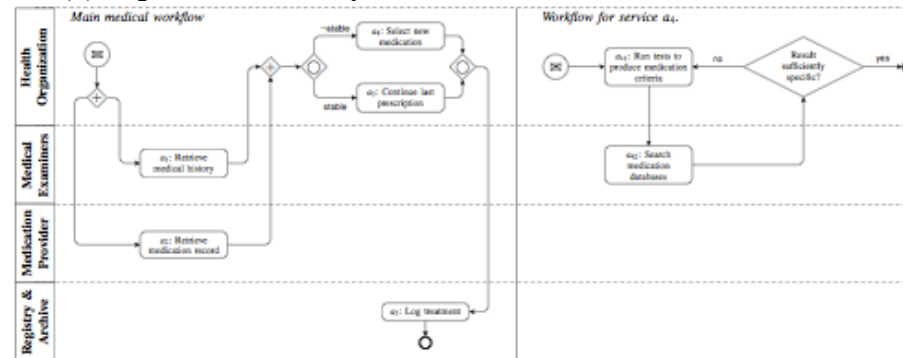 Main medical workflow
Workflow for service a₄.
Health
Organization
Medical
Examiners
Medication
Provider
Registry &
Archive
¬stable
stable
a₄: Select new
medication
a₃: Continue last
prescription
a₁: Retrieve
medical history
a₂: Retrieve
medication record
a₅: Log treatment
a₄₁: Run tests to
produce medication
criteria
no
Result
sufficiently
specific?
yes
a₄₂: Search
medication
databases